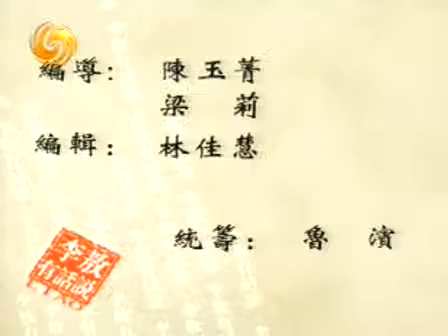 編導： 陳玉菁
梁 莉
編輯： 林佳慧
統籌： 魯 濱
李敖
有話說